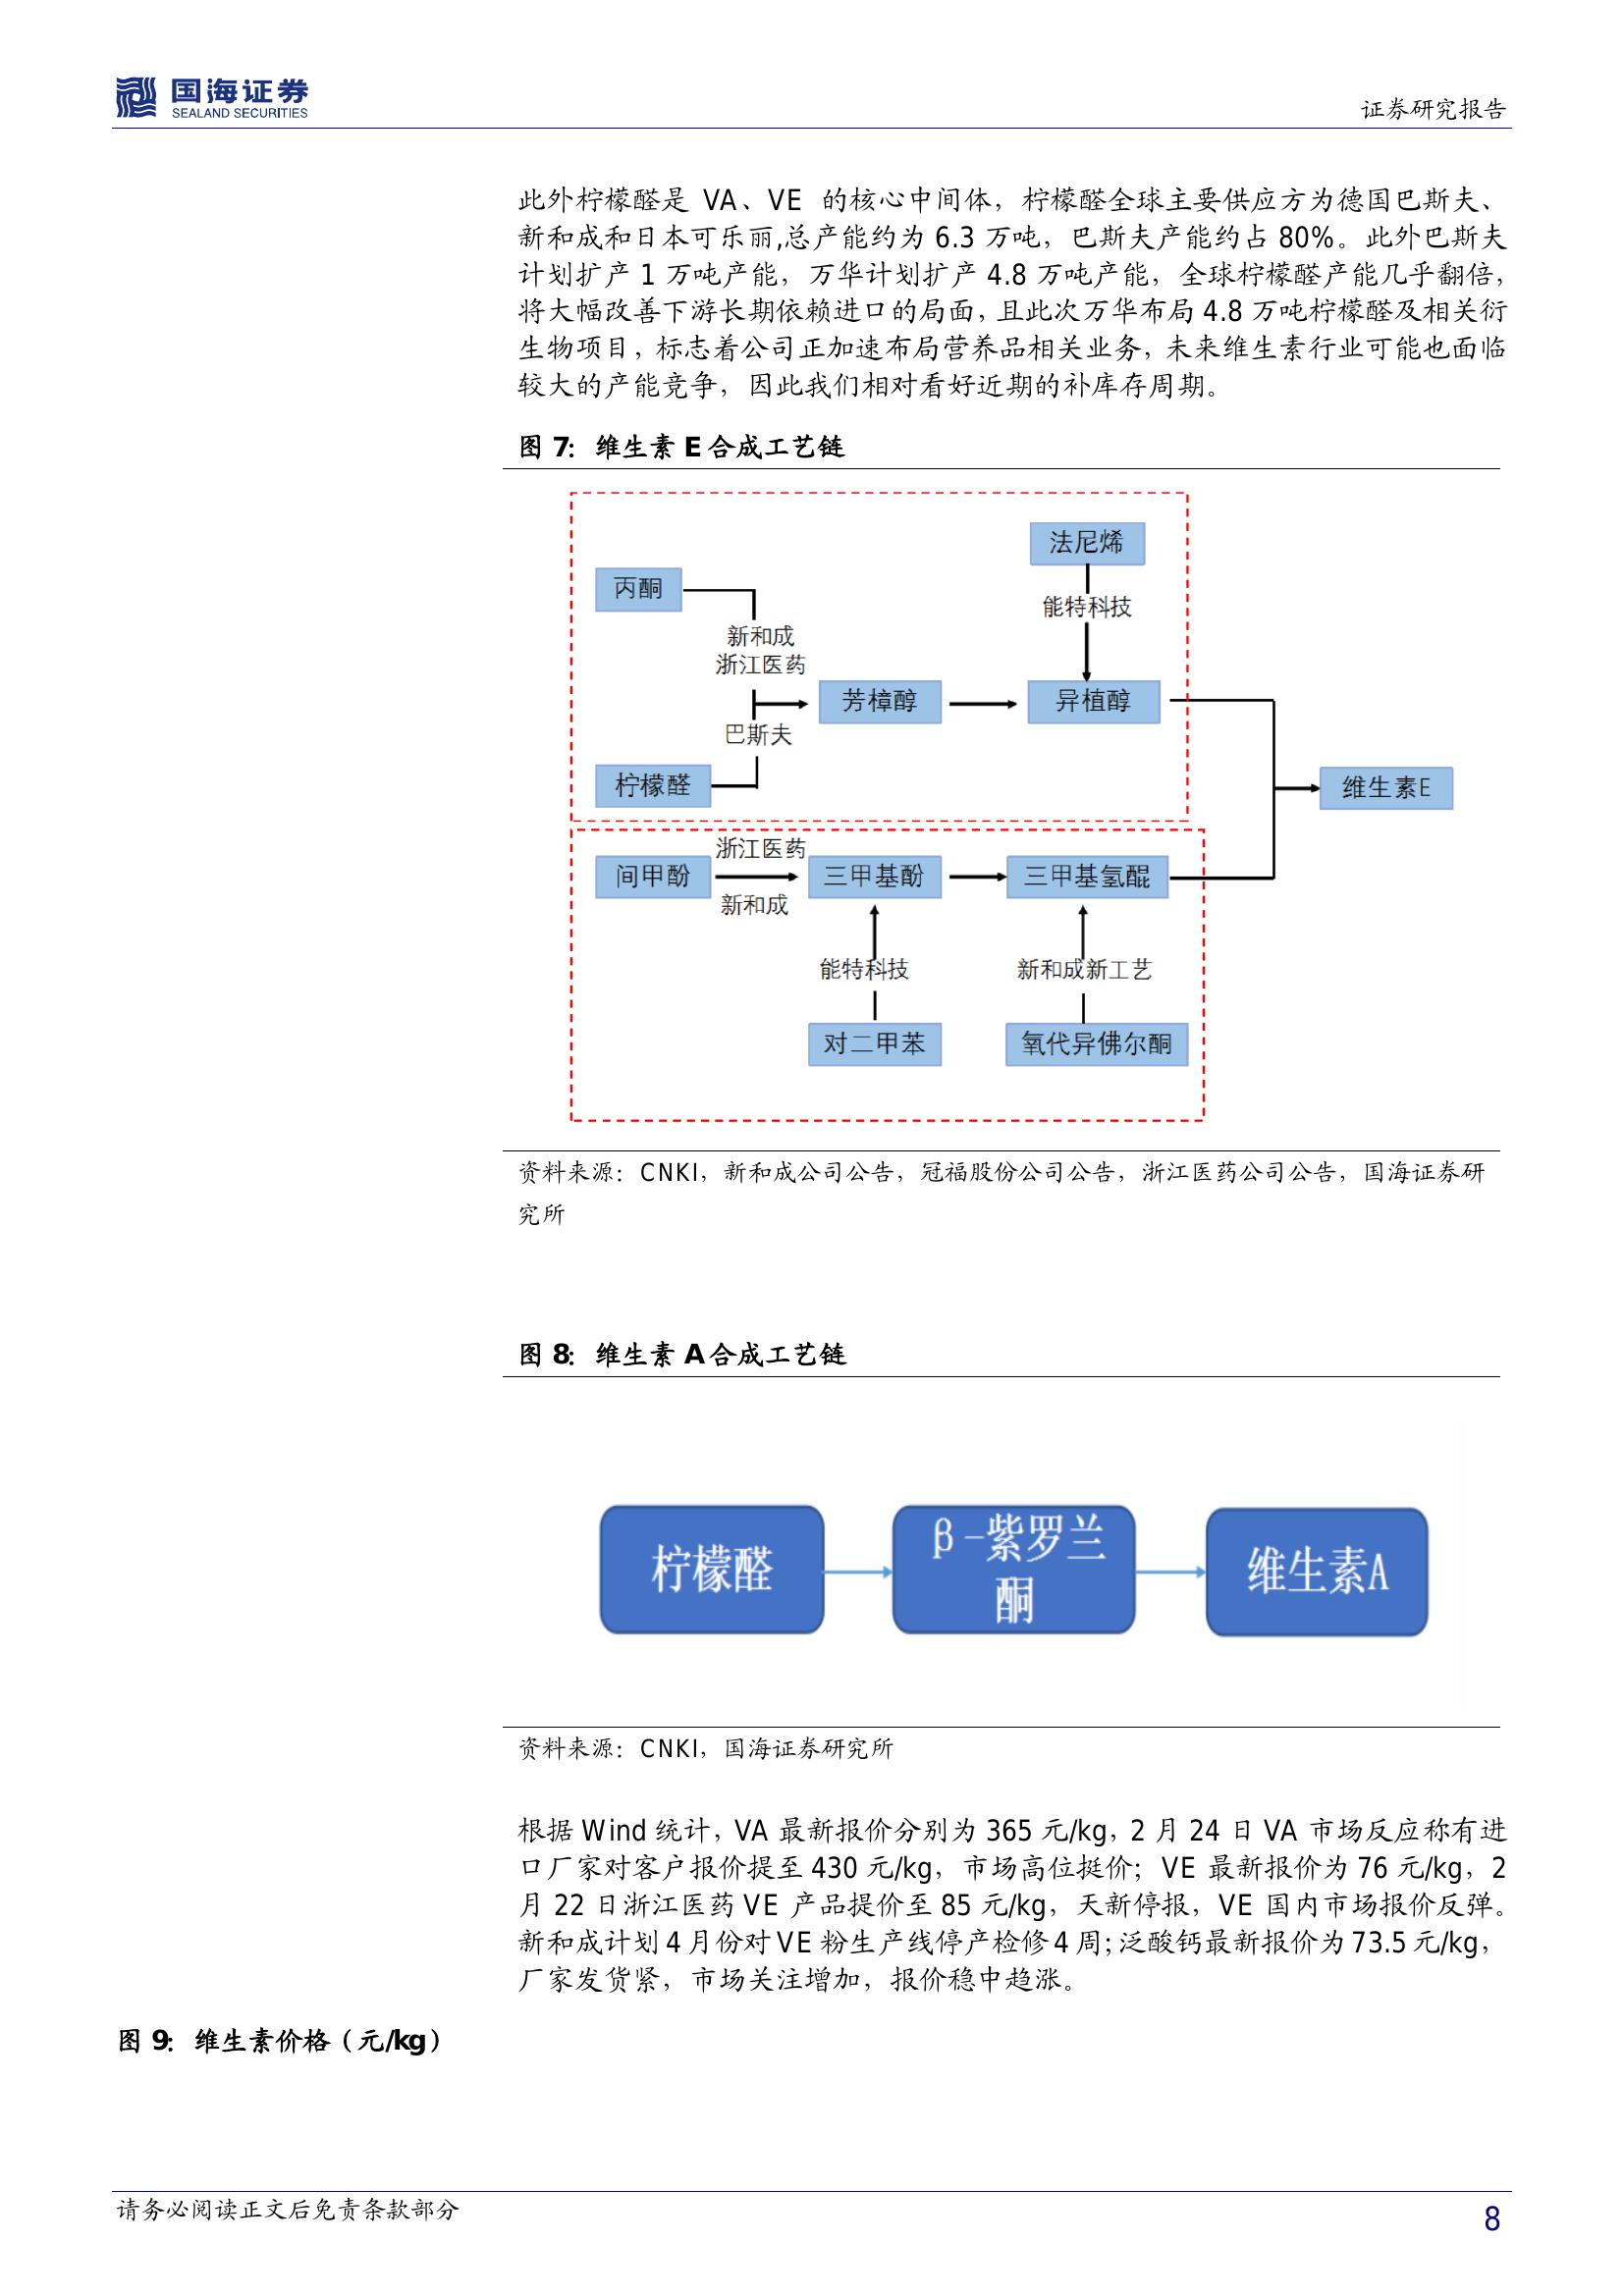 国海证券
SEALAND SECURITIES
证券研究报告
此外柠檬醛是 VA、VE 的核心中间体，柠檬醛全球主要供应方为德国巴斯夫、
新和成和日本可乐丽,总产能约为 6.3 万吨，巴斯夫产能约占 80%。此外巴斯夫
计划扩产 1 万吨产能，万华计划扩产 4.8 万吨产能，全球柠檬醛产能几乎翻倍，
将大幅改善下游长期依赖进口的局面，且此次万华布局 4.8 万吨柠檬醛及相关衍
生物项目，标志着公司正加速布局营养品相关业务，未来维生素行业可能也面临
较大的产能竞争，因此我们相对看好近期的补库存周期。
图 7：维生素 E 合成工艺链
法尼烯
丙酮
能特科技
新和成
浙江医药
芳樟醇
异植醇
巴斯夫
柠檬醛
维生素E
浙江医药
间甲酚
三甲基酚
三甲基氢醌
新和成
能特科技
新和成新工艺
对二甲苯
氧代异佛尔酮
资料来源：CNKI，新和成公司公告，冠福股份公司公告，浙江医药公司公告，国海证券研
究所
图 8：维生素 A 合成工艺链
柠檬醛
β-紫罗兰
酮
维生素A
资料来源：CNKI，国海证券研究所
根据 Wind 统计，VA 最新报价分别为 365 元/kg，2 月 24 日 VA 市场反应称有进
口厂家对客户报价提至 430 元/kg，市场高位挺价；VE 最新报价为 76 元/kg，2
月 22 日浙江医药 VE 产品提价至 85 元/kg，天新停报，VE 国内市场报价反弹。
新和成计划 4 月份对 VE 粉生产线停产检修 4 周；泛酸钙最新报价为 73.5 元/kg，
厂家发货紧，市场关注增加，报价稳中趋涨。
图 9：维生素价格（元/kg）
请务必阅读正文后免责条款部分
8